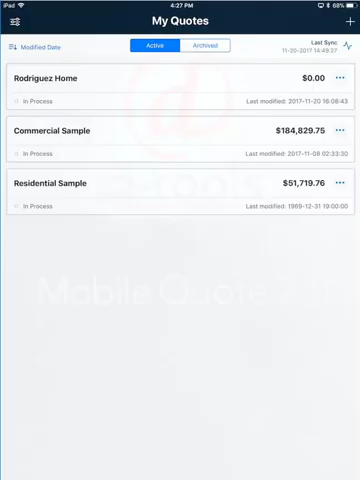 iPad 4:27 PM 68%
My Quotes
Modified Date Active Archived Last Sync
11-20-2017 14:49:27
Rodriguez Home $0.00
In Process Last modified: 2017-11-20 16:08:43
Commercial Sample $184,829.75
In Process Last modified: 2017-11-08 02:33:30
Residential Sample $51,719.76
In Process Last modified: 1969-12-31 19:00:00
Mobile Quote